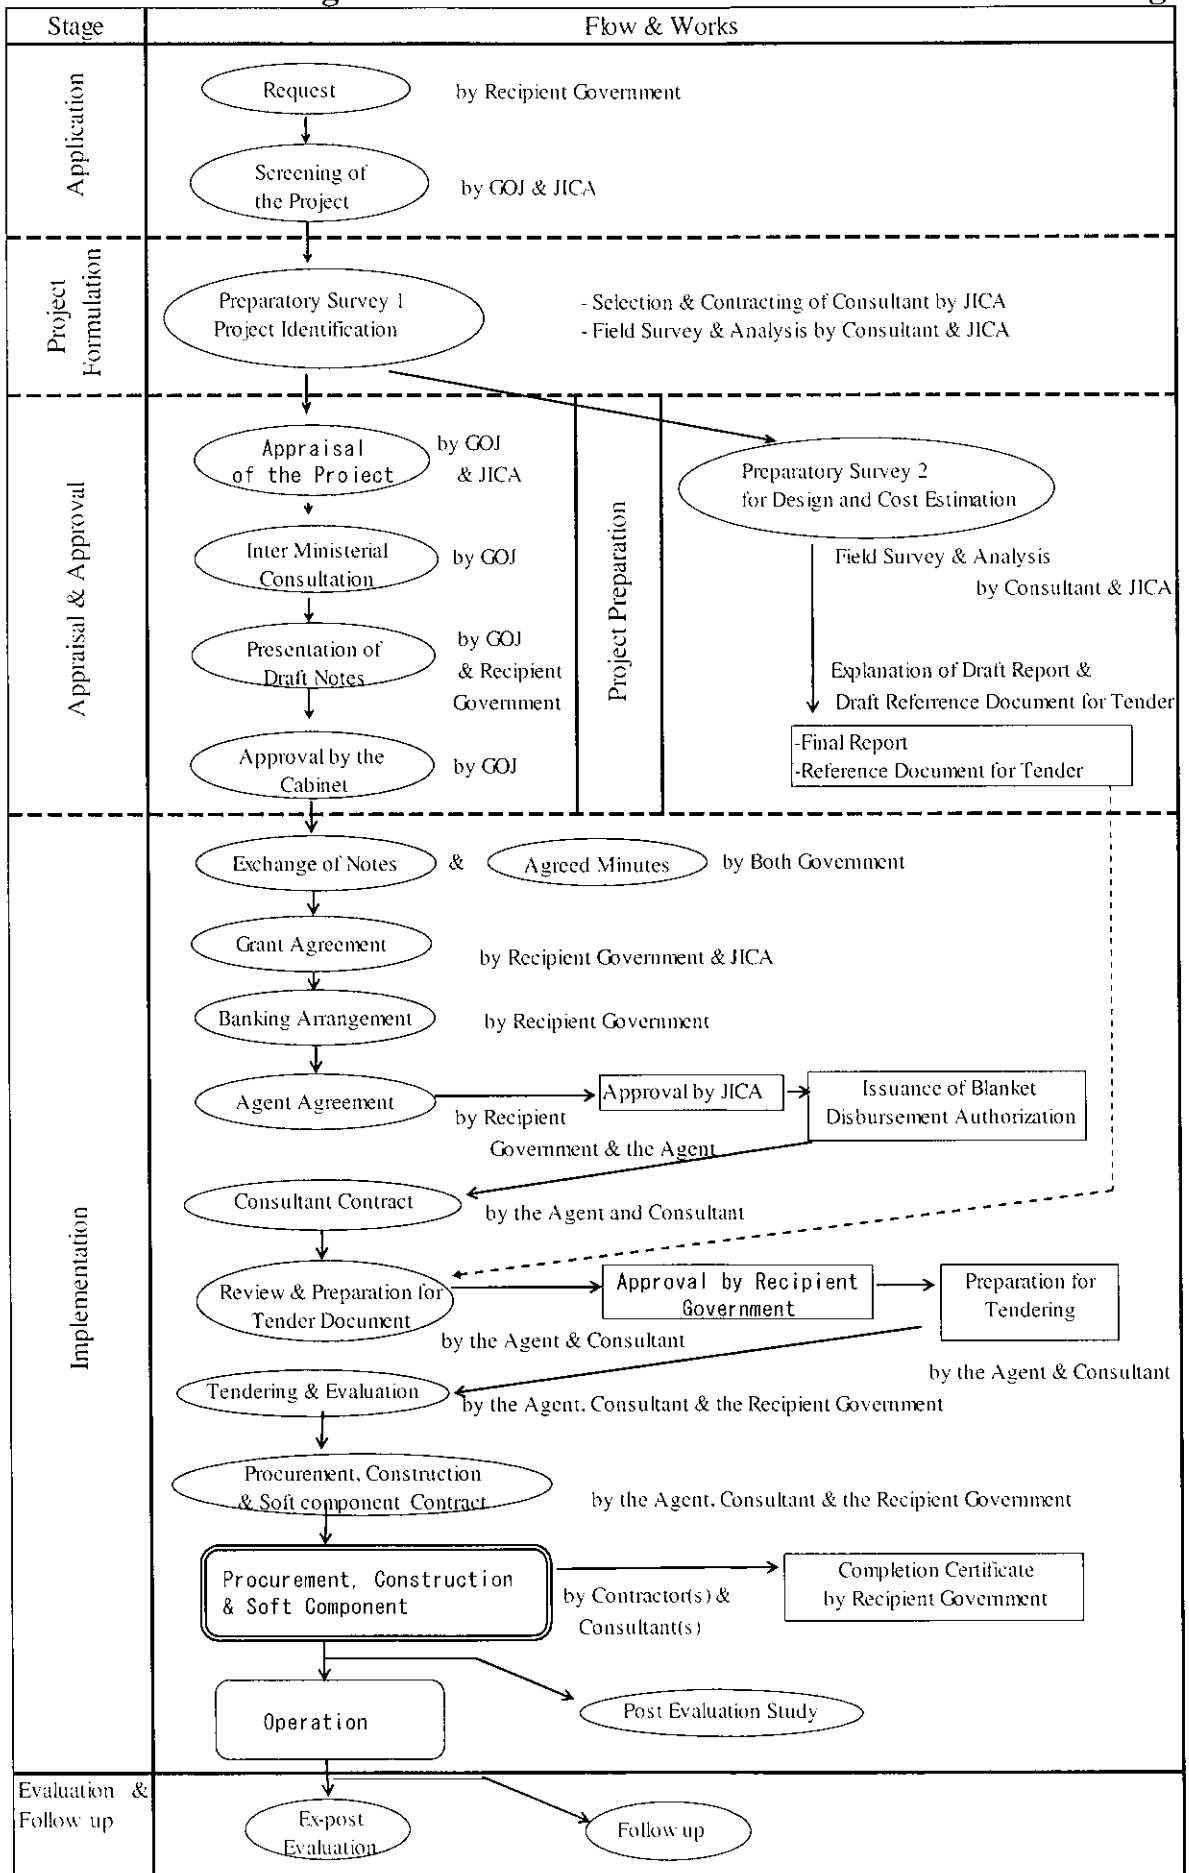 Stage
Flow & Works
Application
Request
by Recipient Government
Screening of
the Project
by GOJ & JICA
Project
Formulation
Preparatory Survey 1
Project Identification
- Selection & Contracting of Consultant by JICA
- Field Survey & Analysis by Consultant & JICA
Appraisal & Approval
Appraisal
of the Project
by GOJ
& JICA
Inter Ministerial
Consultation
by GOJ
Presentation of
Draft Notes
by GOJ
& Recipient
Government
Approval by the
Cabinet
by GOJ
Project Preparation
Preparatory Survey 2
for Design and Cost Estimation
Field Survey & Analysis
by Consultant & JICA
Explanation of Draft Report &
Draft Referrence Document for Tender
-Final Report
-Reference Document for Tender
Implementation
Exchange of Notes
&
Agreed Minutes
by Both Government
Grant Agreement
by Recipient Government & JICA
Banking Arrangement
by Recipient Government
Agent Agreement
by Recipient
Government & the Agent
Approval by JICA
Issuance of Blanket
Disbursement Authorization
Consultant Contract
by the Agent and Consultant
Review & Preparation for
Tender Document
by the Agent & Consultant
Approval by Recipient
Government
Preparation for
Tendering
by the Agent & Consultant
Tendering & Evaluation
by the Agent, Consultant & the Recipient Government
Procurement, Construction
& Soft component Contract
by the Agent, Consultant & the Recipient Government
Procurement, Construction
& Soft Component
by Contractor(s) &
Consultant(s)
Completion Certificate
by Recipient Government
Operation
Post Evaluation Study
Evaluation &
Follow up
Ex-post
Evaluation
Follow up